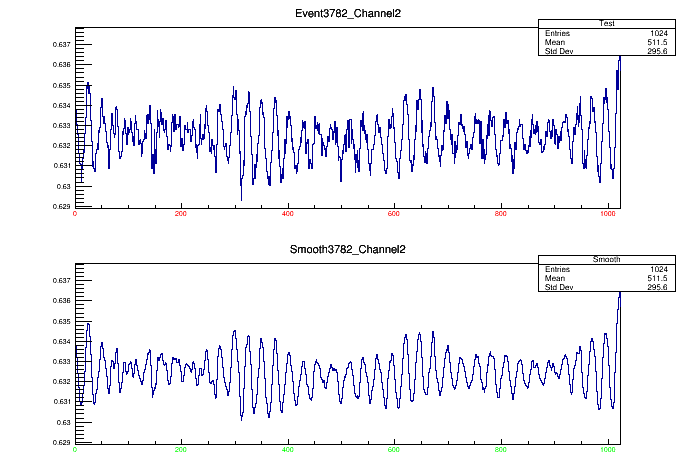 Event3782_Channel2
Test
Entries 1024
Mean 511.5
Std Dev 295.6
0.637
0.636
0.635
0.634
0.633
0.632
0.631
0.63
0.629
0 200 400 600 800 1000
Smooth3782_Channel2
Smooth
Entries 1024
Mean 511.5
Std Dev 295.6
0.637
0.636
0.635
0.634
0.633
0.632
0.631
0.63
0.629
0 200 400 600 800 1000